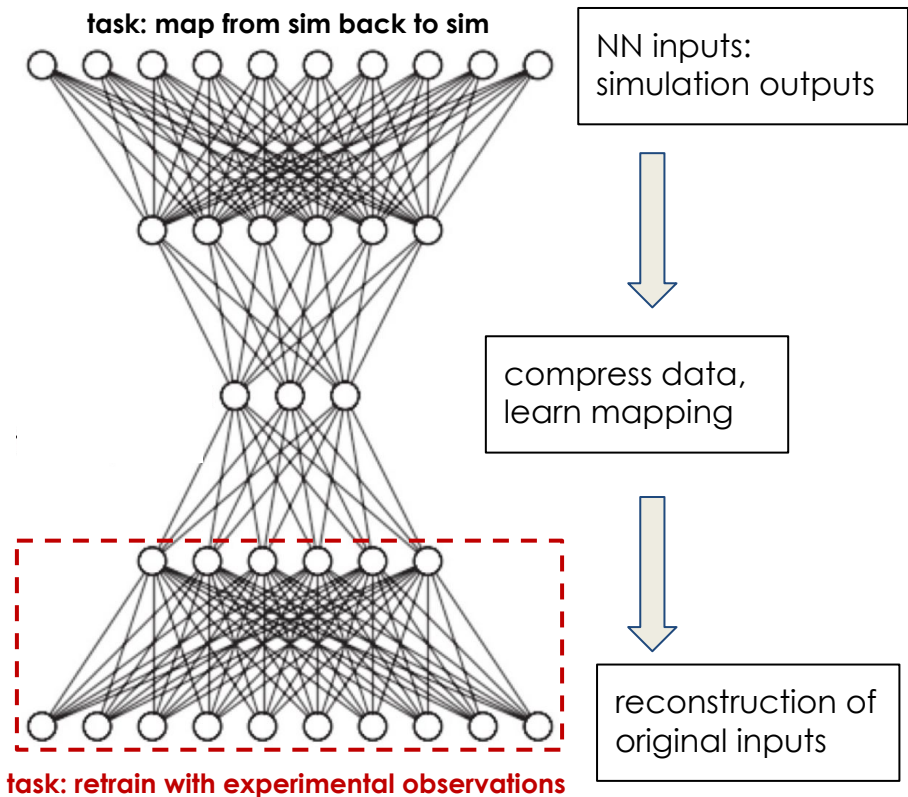 task: map from sim back to sim
NN inputs:
simulation outputs
compress data,
learn mapping
reconstruction of
original inputs
task: retrain with experimental observations